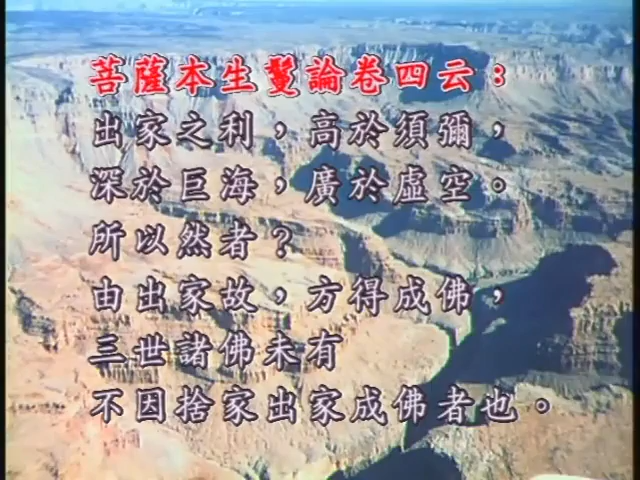 菩薩本生鬘論卷四云：
出家之利，高於須彌，
深於巨海，廣於虛空。
所以然者？
由出家故，方得成佛，
三世諸佛未有
不因捨家出家成佛者也。